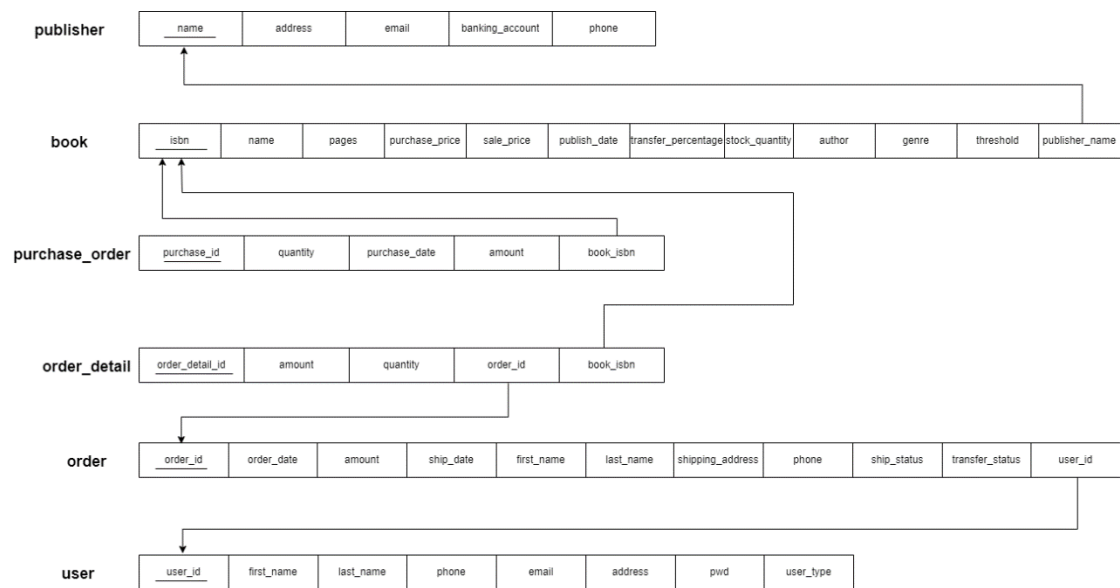 publisher name address email banking_account phone
book isbn name pages purchase_price sale_price publish_date transfer_percentage stock_quantity author genre threshold publisher_name
purchase_order purchase_id quantity purchase_date amount book_isbn
order_detail order_detail_id amount quantity order_id book_isbn
order order_id order_date amount ship_date first_name last_name shipping_address phone ship_status transfer_status user_id
user user_id first_name last_name phone email address pwd user_type